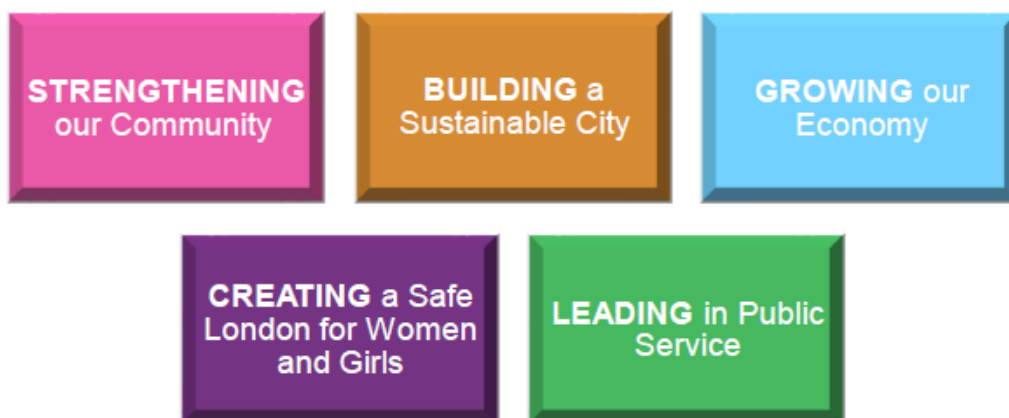 STRENGTHENING
our Community
BUILDING a
Sustainable City
GROWING our
Economy
CREATING a Safe
London for Women
and Girls
LEADING in Public
Service